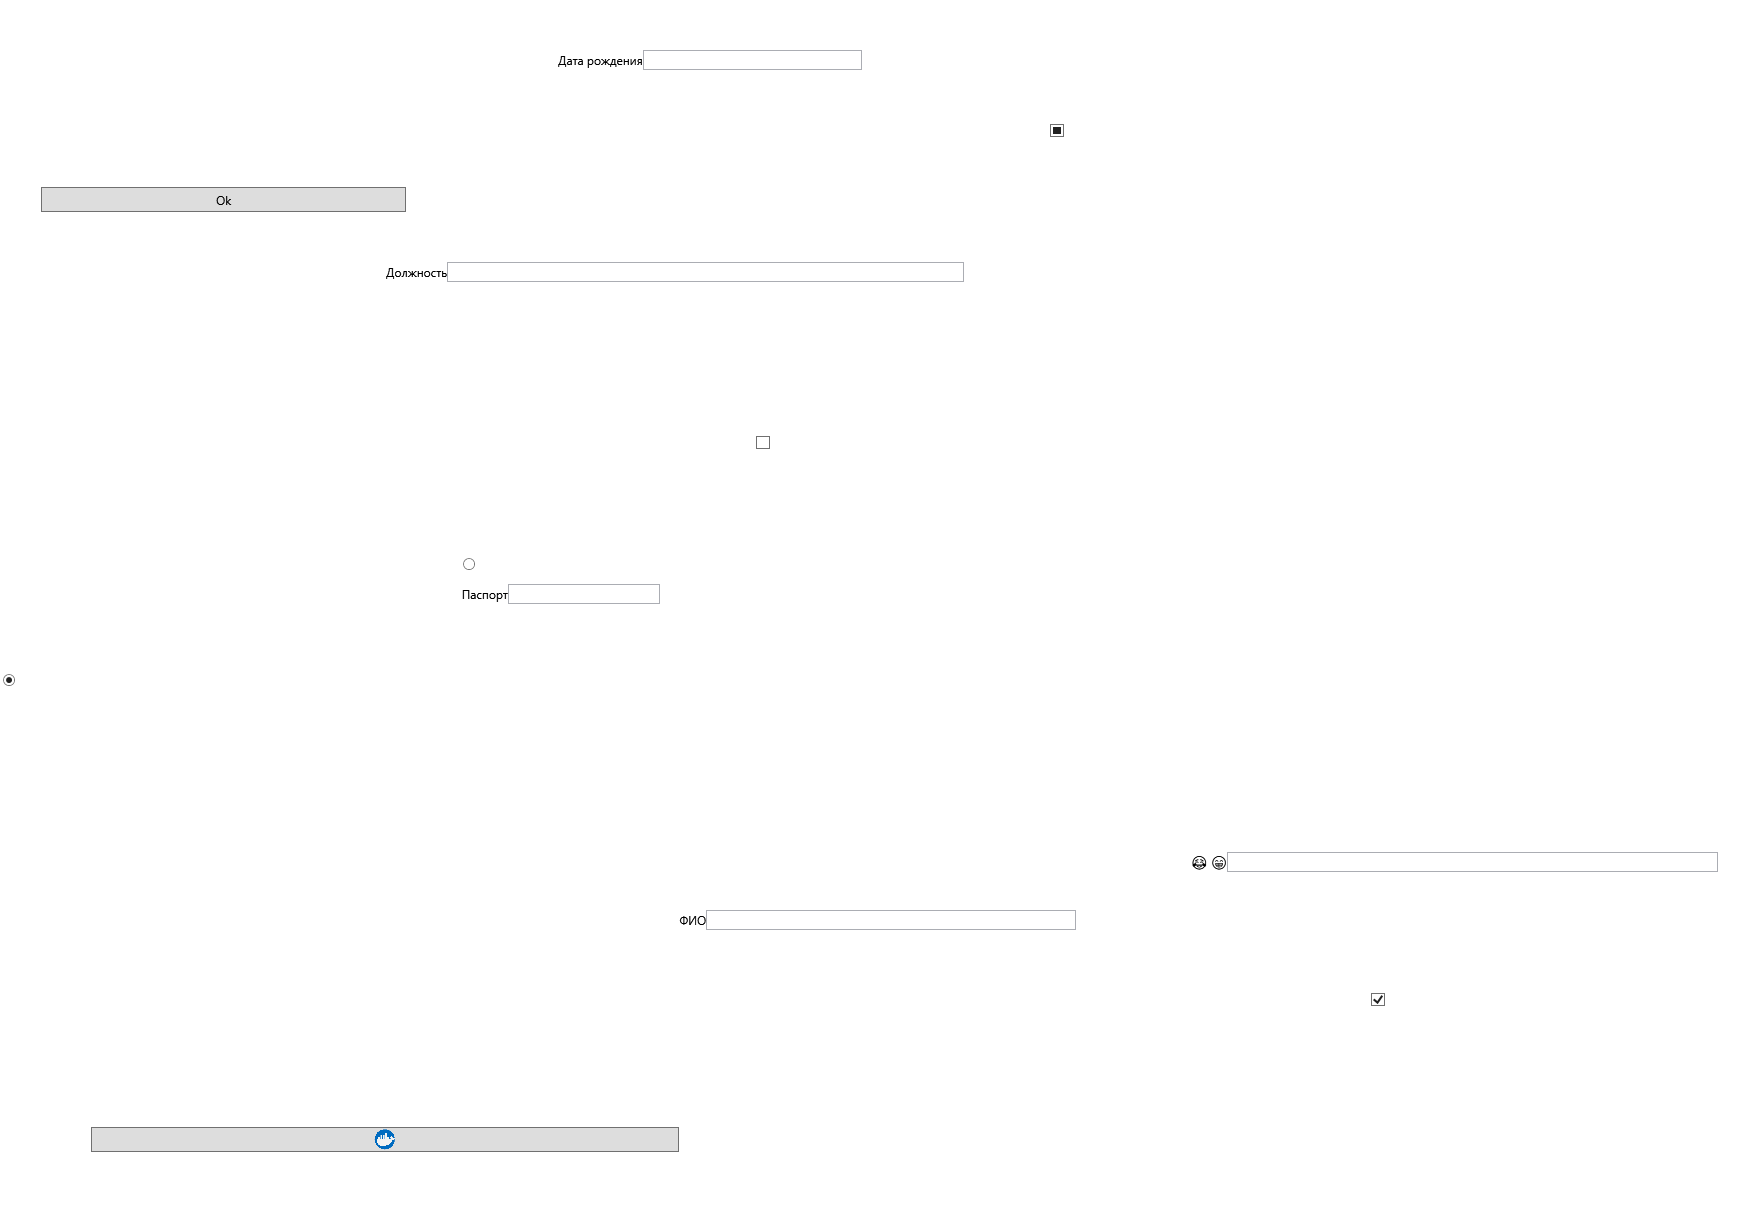 Дата рождения
Ok
Должность
Паспорт
😂 😁
ФИО